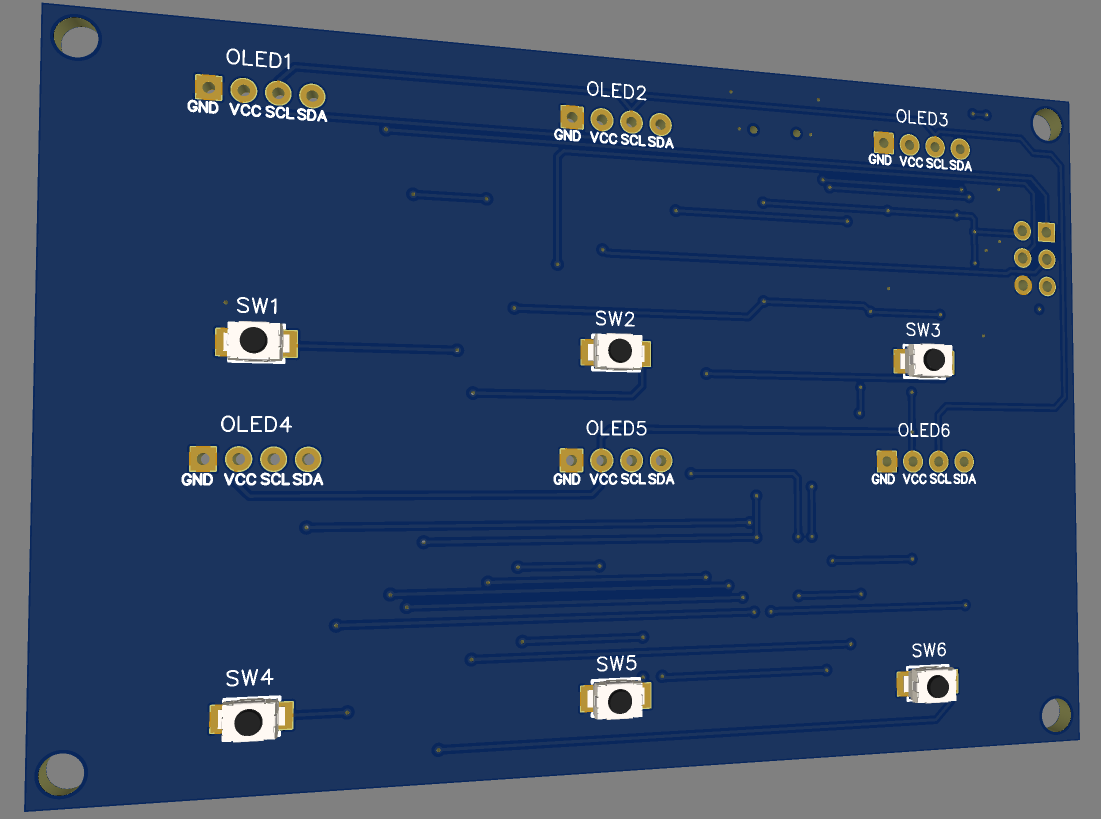 OLED1
GND VCC SCL SDA
OLED2
GND VCC SCL SDA
OLED3
GND VCC SCL SDA
SW1
SW2
SW3
OLED4
GND VCC SCL SDA
OLED5
GND VCC SCL SDA
OLED6
GND VCC SCL SDA
SW4
SW5
SW6